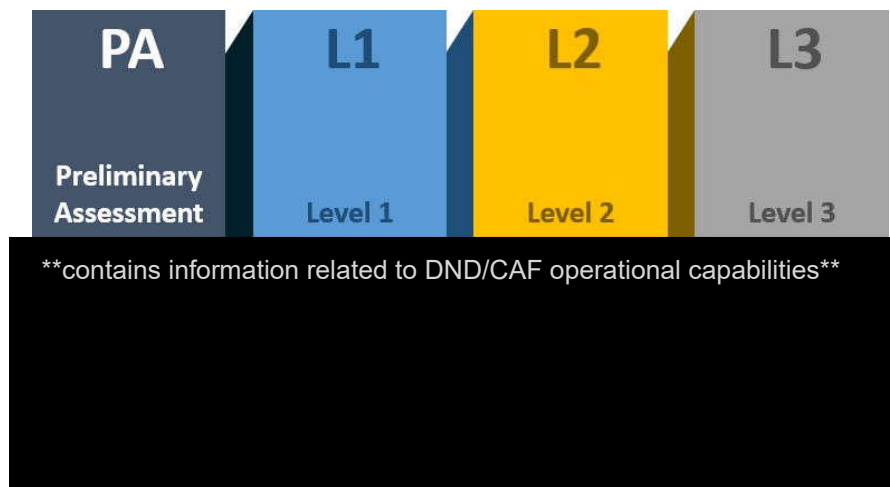 PA
L1
L2
L3
Preliminary
Assessment
Level 1
Level 2
Level 3
**contains information related to DND/CAF operational capabilities**